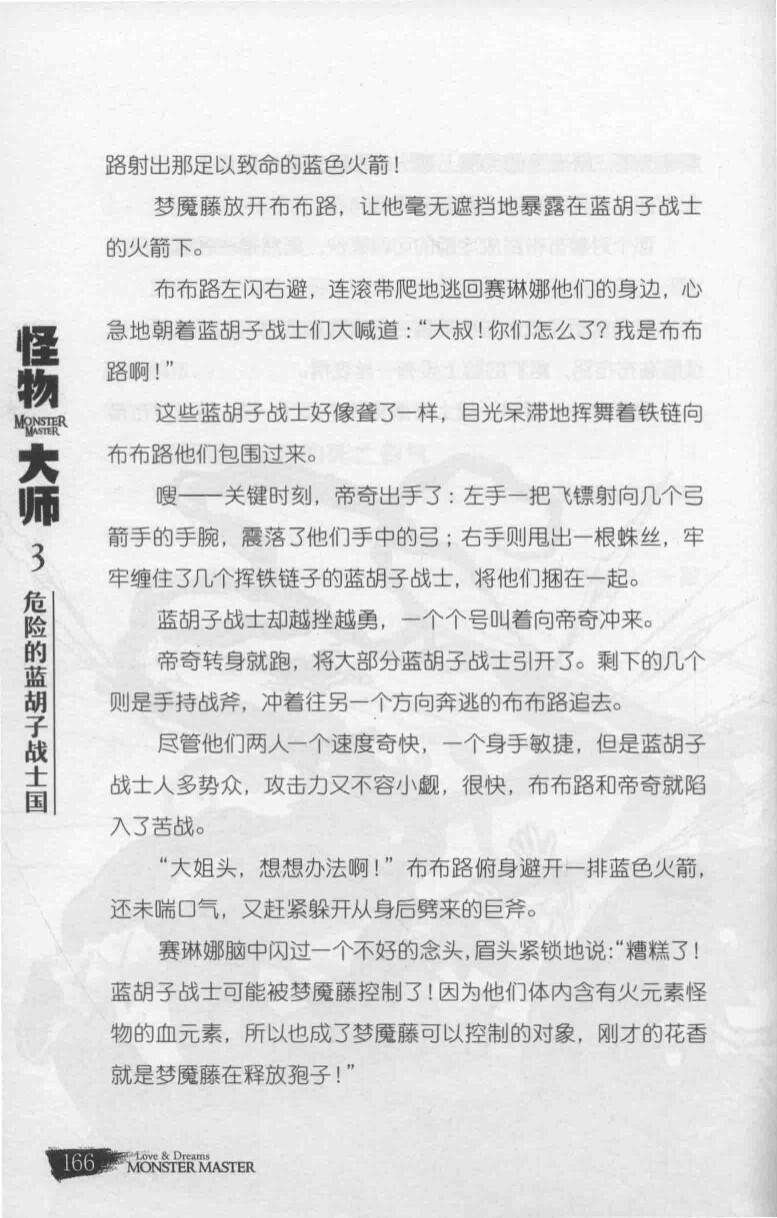 路射出那足以致命的蓝色火箭！
梦魇藤放开布布路，让他毫无遮挡地暴露在蓝胡子战士
的火箭下。
布布路左闪右避，连滚带爬地逃回赛琳娜他们的身边，心
急地朝着蓝胡子战士们大喊道：“大叔！你们怎么了？我是布布
路啊！”
这些蓝胡子战士好像聋了一样，目光呆滞地挥舞着铁链向
布布路他们包围过来。
嗖——关键时刻，帝奇出手了：左手一把飞镖射向几个弓
箭手的手腕，震落了他们手中的弓；右手则甩出一根蛛丝，牢
牢缠住了几个挥铁链子的蓝胡子战士，将他们捆在一起。
蓝胡子战士却越挫越勇，一个个号叫着向帝奇冲来。
帝奇转身就跑，将大部分蓝胡子战士引开了。剩下的几个
则是手持战斧，冲着往另一个方向奔逃的布布路追去。
尽管他们两人一个速度奇快，一个身手敏捷，但是蓝胡子
战士人多势众，攻击力又不容小觑，很快，布布路和帝奇就陷
入了苦战。
“大姐头，想想办法啊！”布布路俯身避开一排蓝色火箭，
还未喘口气，又赶紧躲开从身后劈来的巨斧。
赛琳娜脑中闪过一个不好的念头，眉头紧锁地说：“糟糕了！
蓝胡子战士可能被梦魇藤控制了！因为他们体内含有火元素怪
物的血元素，所以也成了梦魇藤可以控制的对象，刚才的花香
就是梦魇藤在释放孢子！”
怪物
MONSTER
MASTER
大师
3
危险的蓝胡子战士国
166
Love & Dreams
MONSTER MASTER